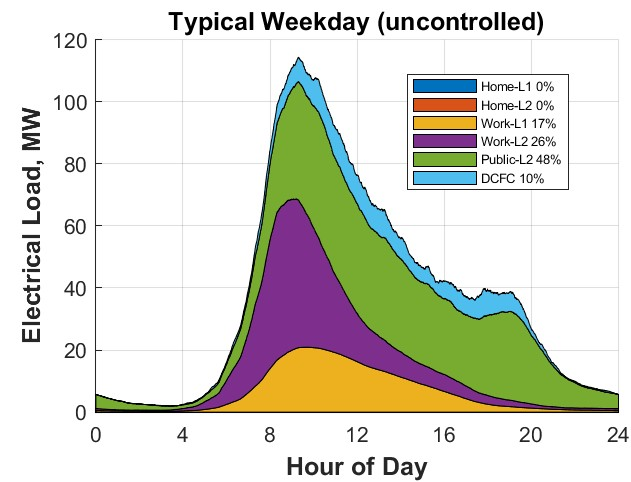 Typical Weekday (uncontrolled)
120
100
80
60
40
20
0
Electrical Load, MW
Home-L1 0%
Home-L2 0%
Work-L1 17%
Work-L2 26%
Public-L2 48%
DCFC 10%
0 4 8 12 16 20 24
Hour of Day